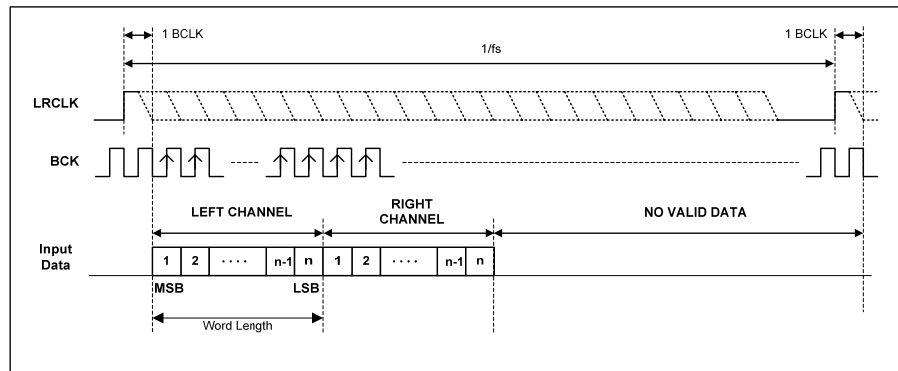 1 BCLK
1/fs
1 BCLK
LRCLK
BCK
LEFT CHANNEL
RIGHT
CHANNEL
NO VALID DATA
Input
Data
1 2 .... n-1 n 1 2 .... n-1 n
MSB
LSB
Word Length